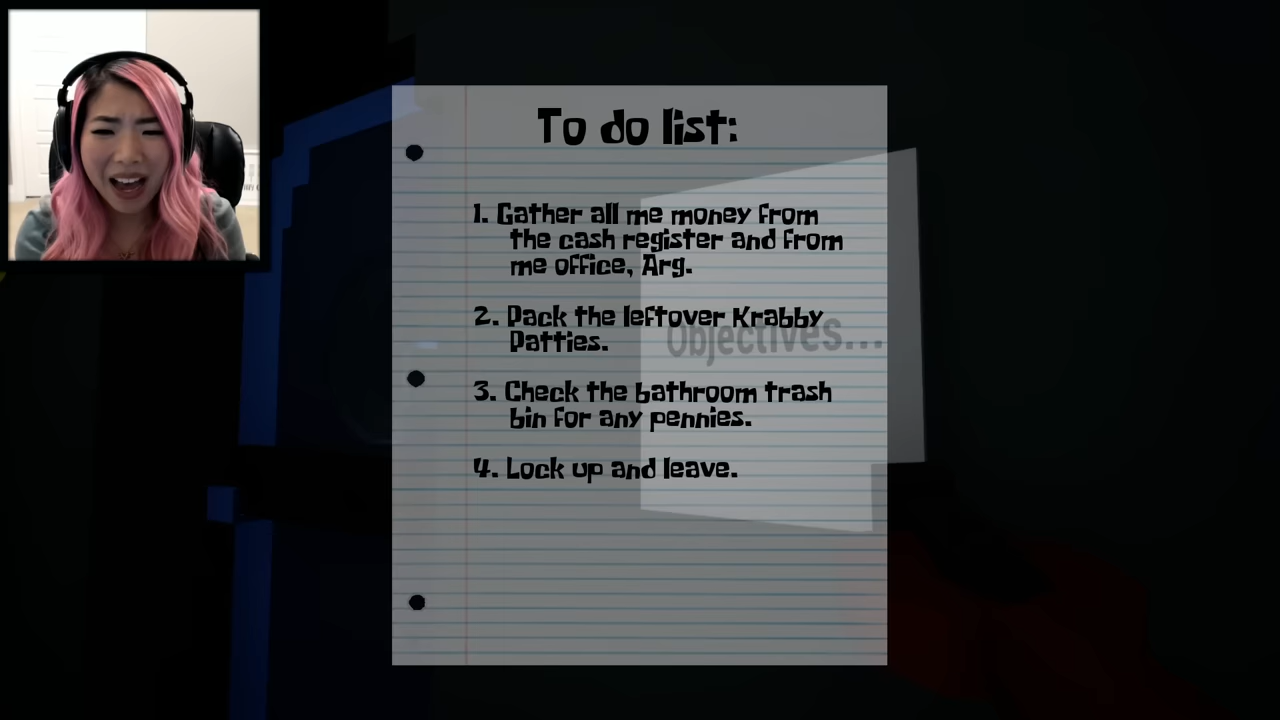 To do list:
1. Gather all me money from
the cash register and from
me office, Arg.
2. Pack the leftover Krabby
Patties.
Objectives...
3. Check the bathroom trash
bin for any pennies.
4. Lock up and leave.